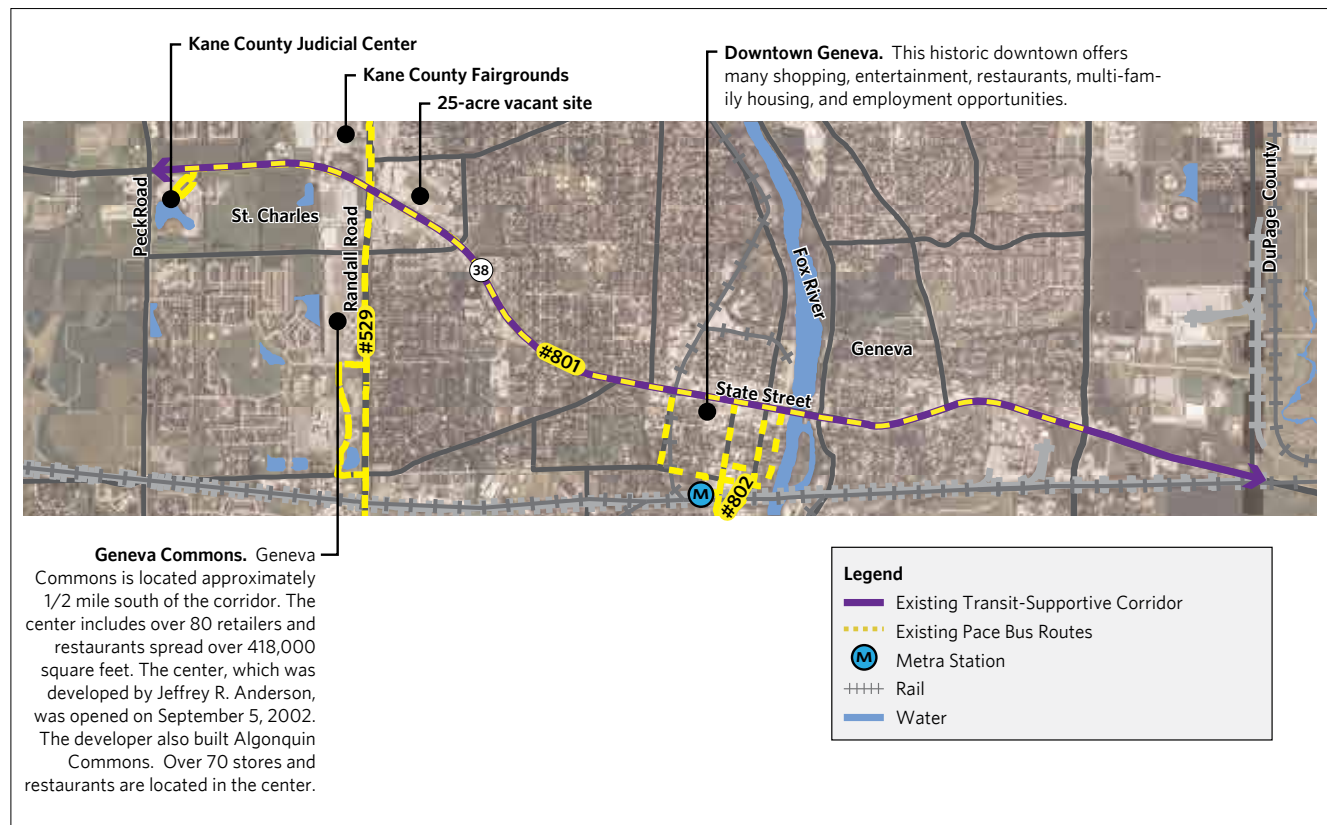 Kane County Judicial Center
Kane County Fairgrounds
25-acre vacant site
Downtown Geneva. This historic downtown offers
many shopping, entertainment, restaurants, multi-fam-
ily housing, and employment opportunities.
PeckRoad
St. Charles
Randall Road
#529
38
#801
State Street
Fox River
Geneva
DuPage County
M
#802
Geneva Commons. Geneva
Commons is located approximately
1/2 mile south of the corridor. The
center includes over 80 retailers and
restaurants spread over 418,000
square feet. The center, which was
developed by Jeffrey R. Anderson,
was opened on September 5, 2002.
The developer also built Algonquin
Commons. Over 70 stores and
restaurants are located in the center.
Legend
Existing Transit-Supportive Corridor
Existing Pace Bus Routes
M Metra Station
Rail
Water